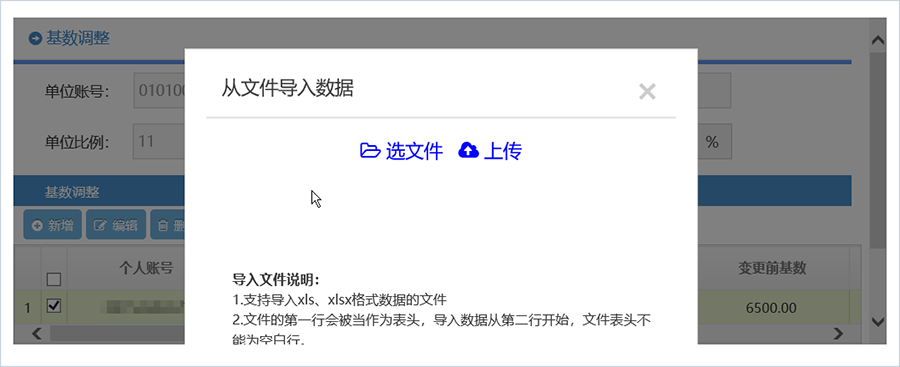 基数调整
从文件导入数据
单位账号：
01010
选文件 上传
单位比例：
11
%
基数调整
新增 编辑
个人账号
变更前基数
1
6500.00
导入文件说明：
1.支持导入xls、xlsx格式数据的文件
2.文件的第一行会被当作为表头，导入数据从第二行开始，文件表头不
能为空白行。